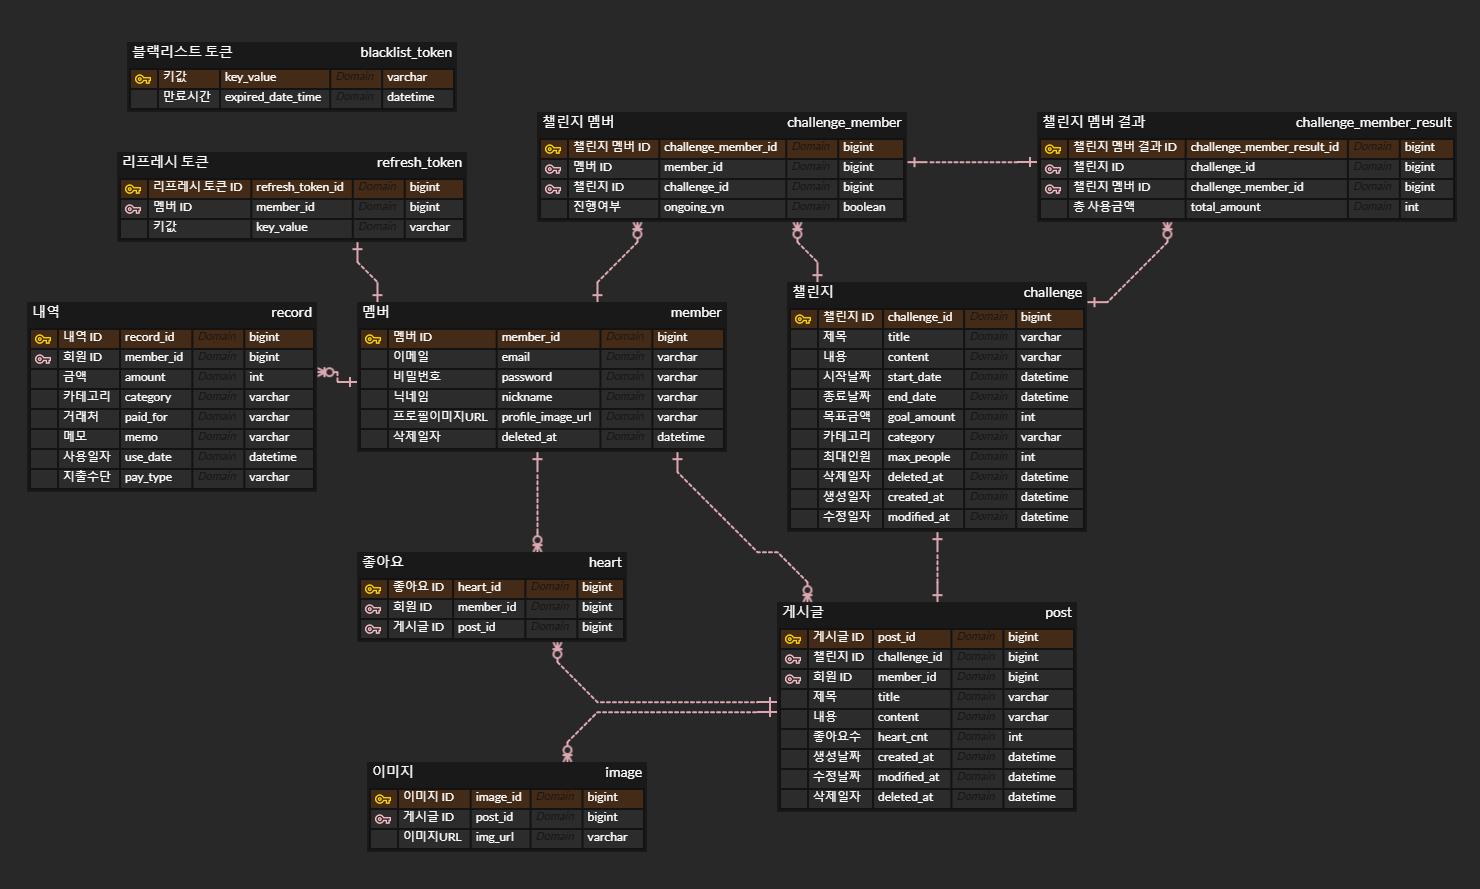 블랙리스트 토큰 blacklist_token
키값 key_value Domain varchar
만료시간 expired_date_time Domain datetime
리프레시 토큰 refresh_token
리프레시 토큰 ID refresh_token_id Domain bigint
멤버 ID member_id Domain bigint
키값 key_value Domain varchar
챌린지 멤버 challenge_member
챌린지 멤버 ID challenge_member_id Domain bigint
멤버 ID member_id Domain bigint
챌린지 ID challenge_id Domain bigint
진행여부 ongoing_yn Domain boolean
챌린지 멤버 결과 challenge_member_result
챌린지 멤버 결과 ID challenge_member_result_id Domain bigint
챌린지 ID challenge_id Domain bigint
챌린지 멤버 ID challenge_member_id Domain bigint
총 사용금액 total_amount Domain int
내역 record
내역 ID record_id Domain bigint
회원 ID member_id Domain bigint
금액 amount Domain int
카테고리 category Domain varchar
거래처 paid_for Domain varchar
메모 memo Domain varchar
사용일자 use_date Domain datetime
지출수단 pay_type Domain varchar
멤버 member
멤버 ID member_id Domain bigint
이메일 email Domain varchar
비밀번호 password Domain varchar
닉네임 nickname Domain varchar
프로필이미지URL profile_image_url Domain varchar
삭제일자 deleted_at Domain datetime
챌린지 challenge
챌린지 ID challenge_id Domain bigint
제목 title Domain varchar
내용 content Domain varchar
시작날짜 start_date Domain datetime
종료날짜 end_date Domain datetime
목표금액 goal_amount Domain int
카테고리 category Domain varchar
최대인원 max_people Domain int
삭제일자 deleted_at Domain datetime
생성일자 created_at Domain datetime
수정일자 modified_at Domain datetime
좋아요 heart
좋아요 ID heart_id Domain bigint
회원 ID member_id Domain bigint
게시글 ID post_id Domain bigint
게시글 post
게시글 ID post_id Domain bigint
챌린지 ID challenge_id Domain bigint
회원 ID member_id Domain bigint
제목 title Domain varchar
내용 content Domain varchar
좋아요수 heart_cnt Domain int
생성날짜 created_at Domain datetime
수정날짜 modified_at Domain datetime
삭제일자 deleted_at Domain datetime
이미지 image
이미지 ID image_id Domain bigint
게시글 ID post_id Domain bigint
이미지URL img_url Domain varchar